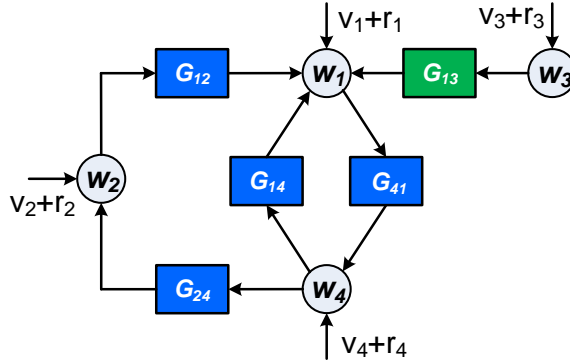 v₁+r₁
v₃+r₃
G₁₂
w₁
G₁₃
w₃
w₂
v₂+r₂
G₁₄
G₄₁
G₂₄
w₄
v₄+r₄